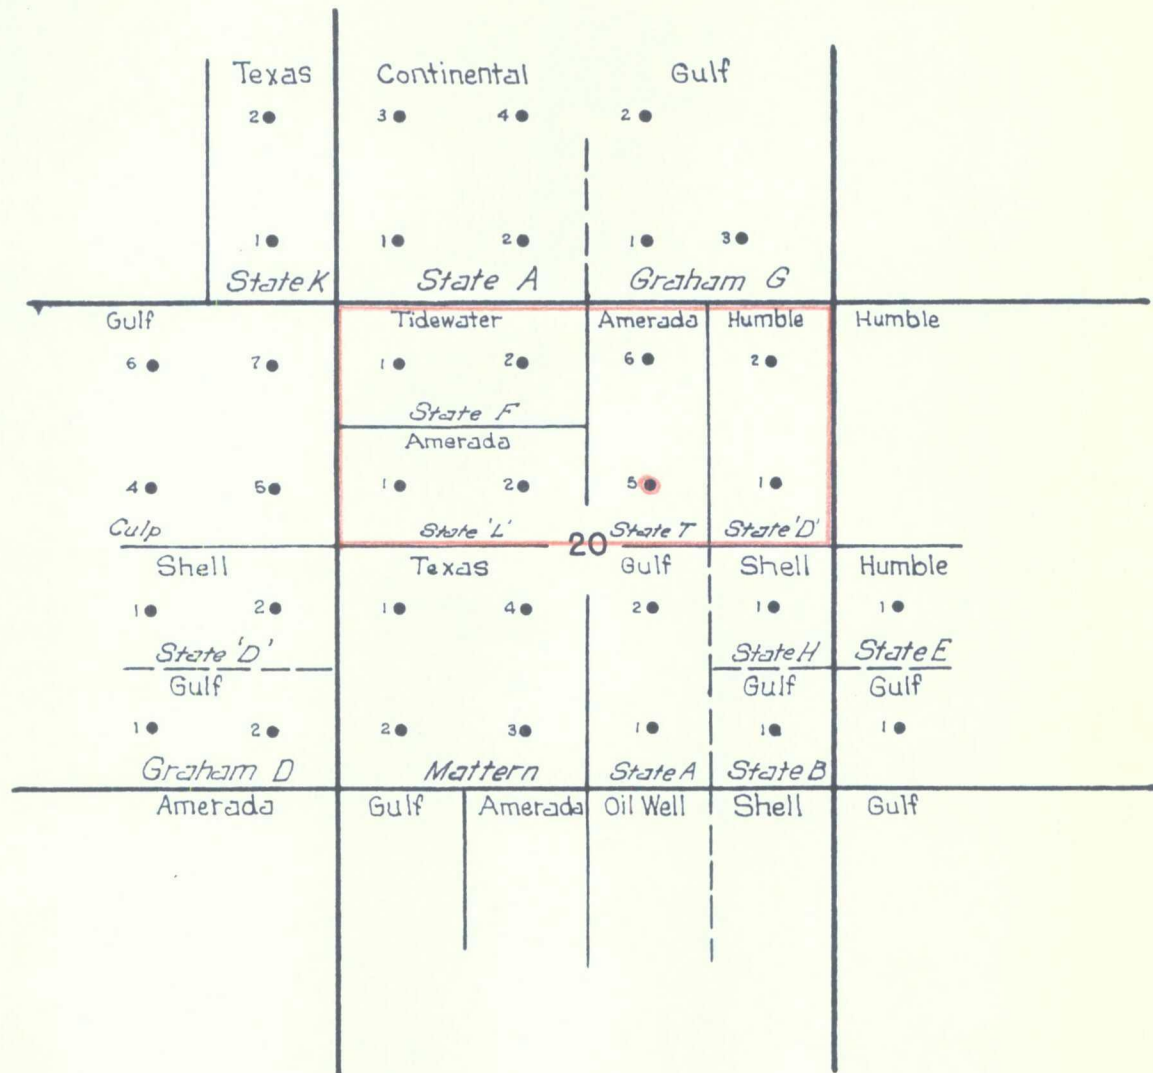 Texas Continental Gulf
2 3 4 2
1 1 2 1 3
State K State A Graham G
Gulf Tidewater Amerada Humble Humble
6 7 1 2 6 2
State F
Amerada
4 5 1 2 5 1
Culp State 'L' State T State 'D'
20
Shell Texas Gulf Shell Humble
1 2 1 4 2 1 1
State 'D' State H State E
Gulf Gulf Gulf
1 2 2 3 1 1 1
Graham D Mattern State A State B
Amerada Gulf Amerada Oil Well Shell Gulf